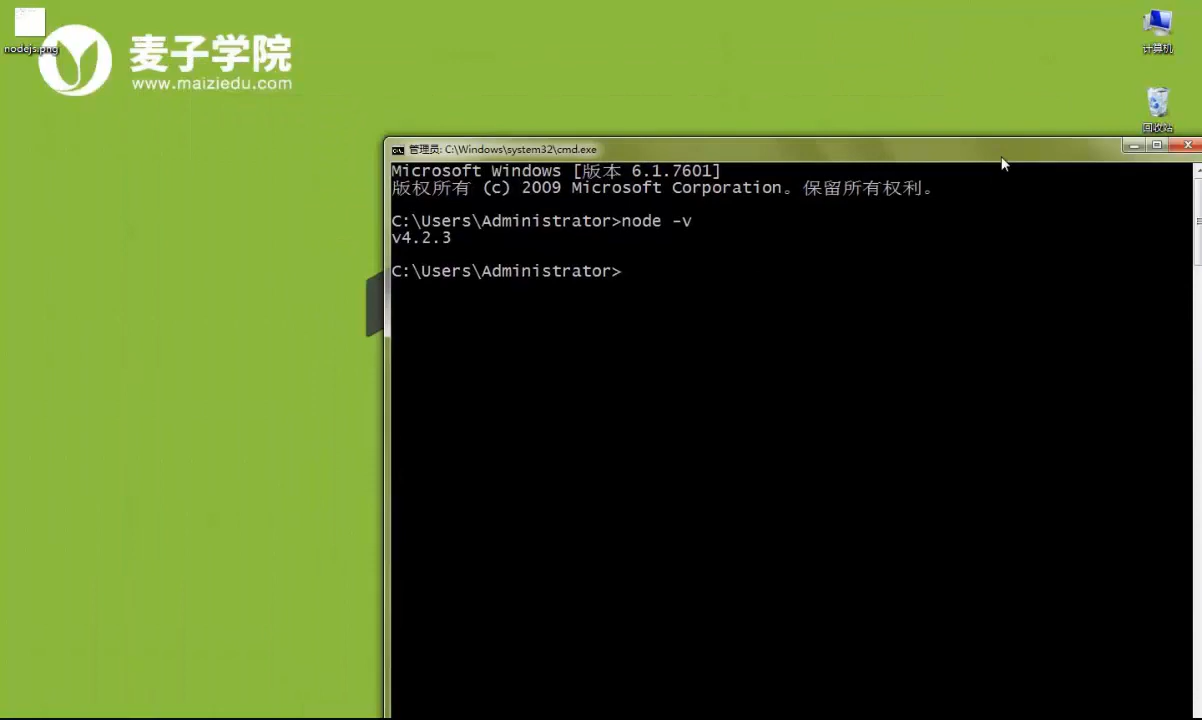 nodejs.png
麦子学院
www.maiziedu.com
计算机
回收站
管理员: C:\Windows\system32\cmd.exe
Microsoft Windows [版本 6.1.7601]
版权所有 (c) 2009 Microsoft Corporation。保留所有权利。
C:\Users\Administrator>node -v
v4.2.3
C:\Users\Administrator>